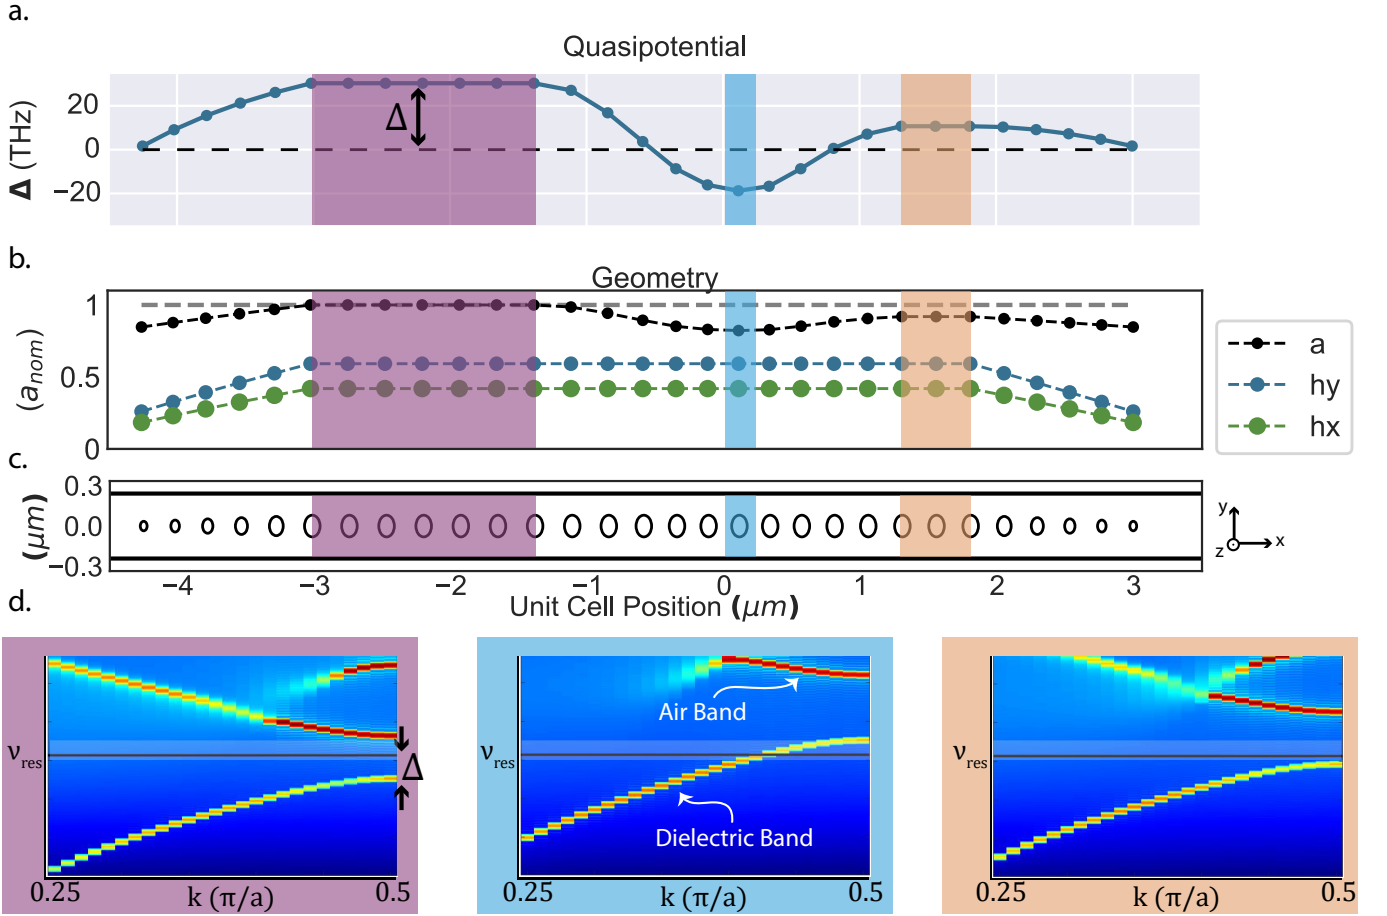 a.
Quasipotential
Δ (THz)
20
0
−20
Δ
b.
Geometry
(a_nom)
1
0.5
0
a
hy
hx
c.
(μm)
0.3
0.0
−0.3
y
z
x
−4 −3 −2 −1 0 1 2 3
Unit Cell Position (μm)
d.
ν_res
Δ
0.25 k (π/a) 0.5
ν_res
Air Band
Dielectric Band
0.25 k (π/a) 0.5
ν_res
0.25 k (π/a) 0.5